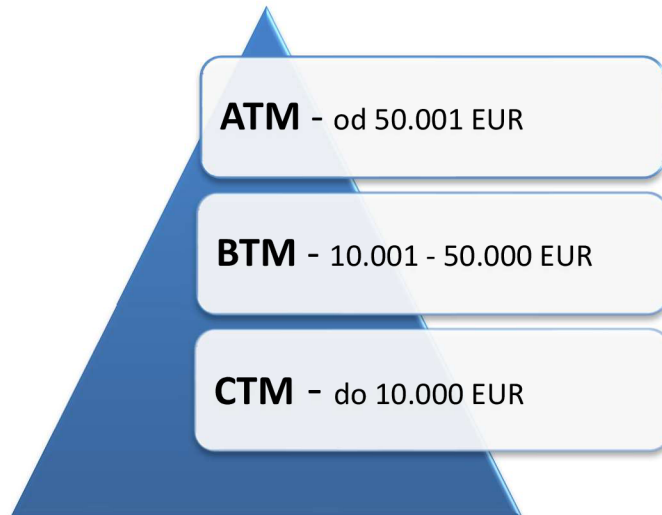 ATM - od 50.001 EUR
BTM - 10.001 - 50.000 EUR
CTM - do 10.000 EUR